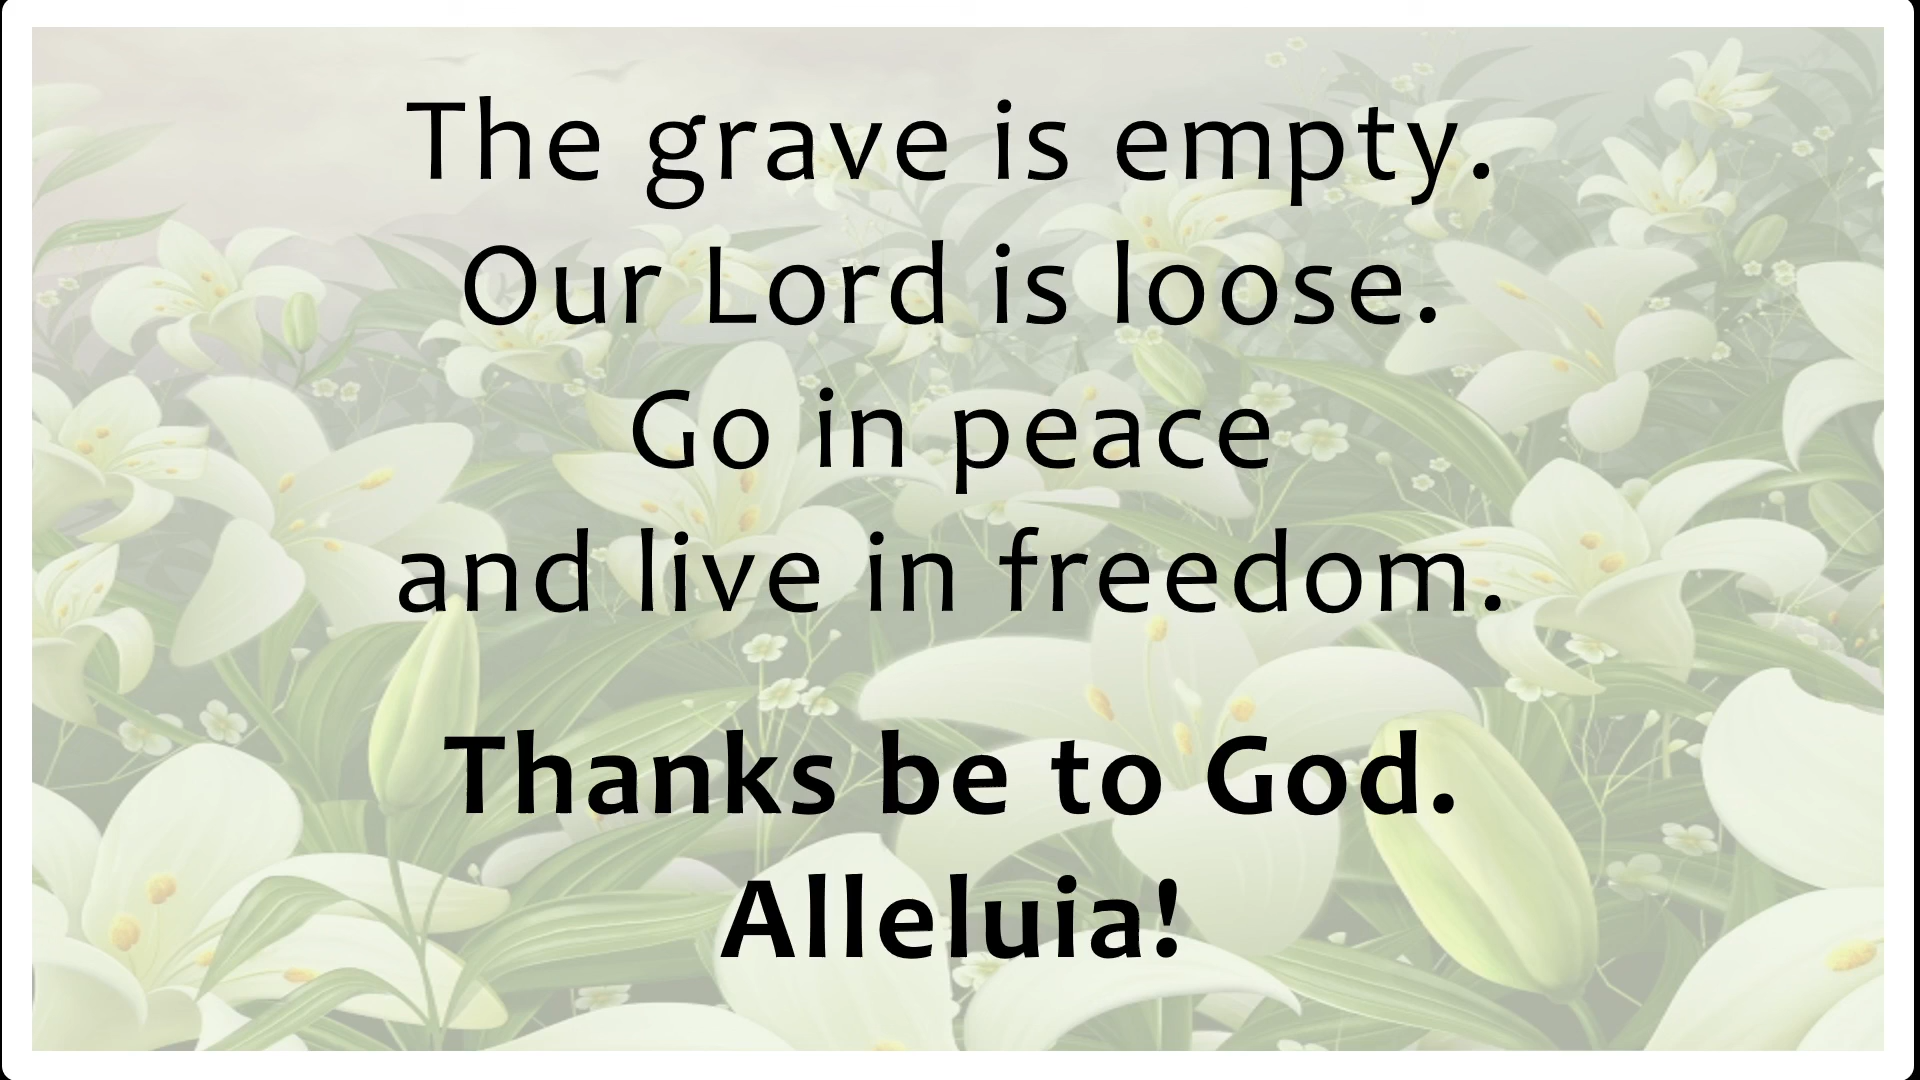 The grave is empty.
Our Lord is loose.
Go in peace
and live in freedom.
Thanks be to God.
Alleluia!